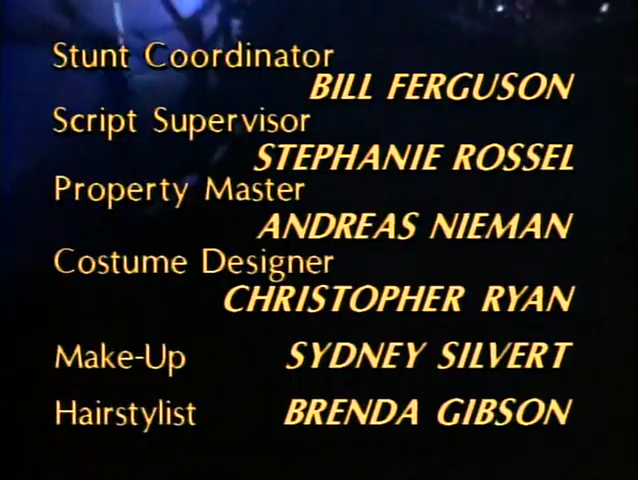 Stunt Coordinator
BILL FERGUSON
Script Supervisor
STEPHANIE ROSSEL
Property Master
ANDREAS NIEMAN
Costume Designer
CHRISTOPHER RYAN
Make-Up SYDNEY SILVERT
Hairstylist BRENDA GIBSON